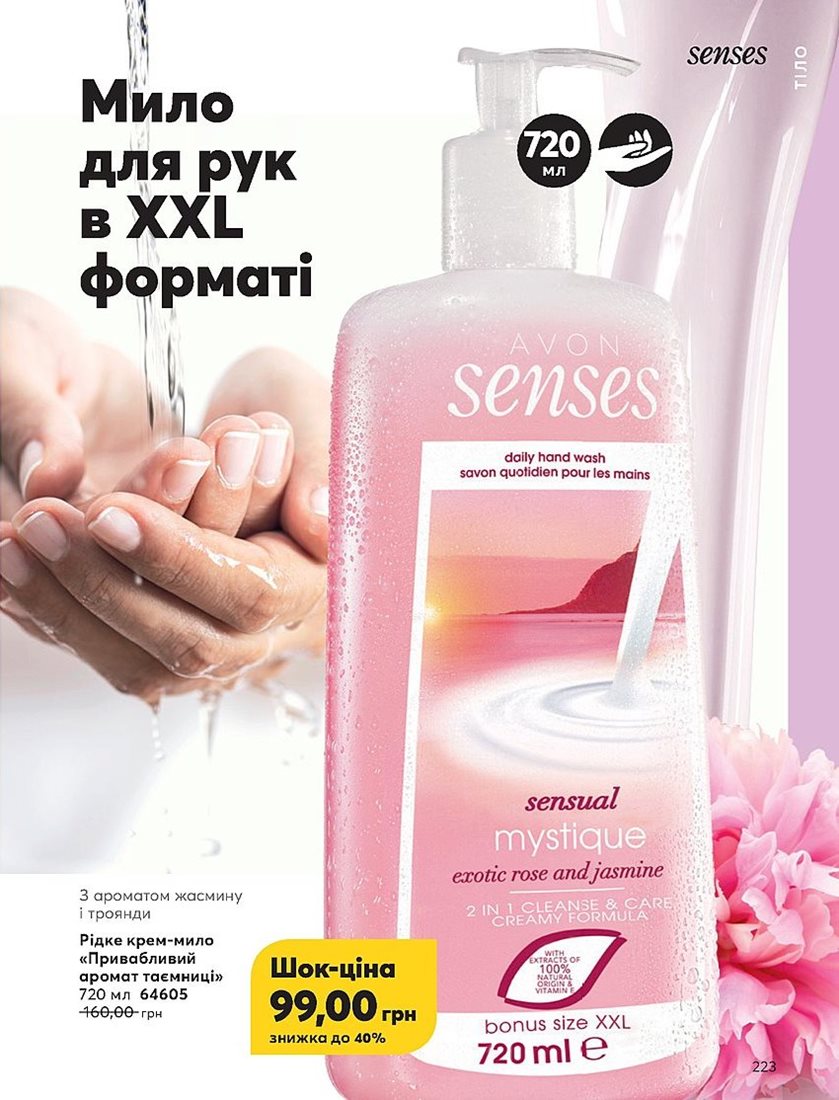 senses
ТІЛО
Мило
для рук
в XXL
форматі
720
мл
AVON
senses
daily hand wash
savon quotidien pour les mains
sensual
mystique
exotic rose and jasmine
2 IN 1 CLEANSE & CARE
CREAMY FORMULA
WITH
EXTRACTS OF
100%
NATURAL
ORIGIN &
VITAMIN E
bonus size XXL
720 ml e
З ароматом жасмину
і троянди
Рідке крем-мило
«Привабливий
аромат таємниці»
720 мл 64605
160,00 грн
Шок-ціна
99,00 грн
знижка до 40%
223